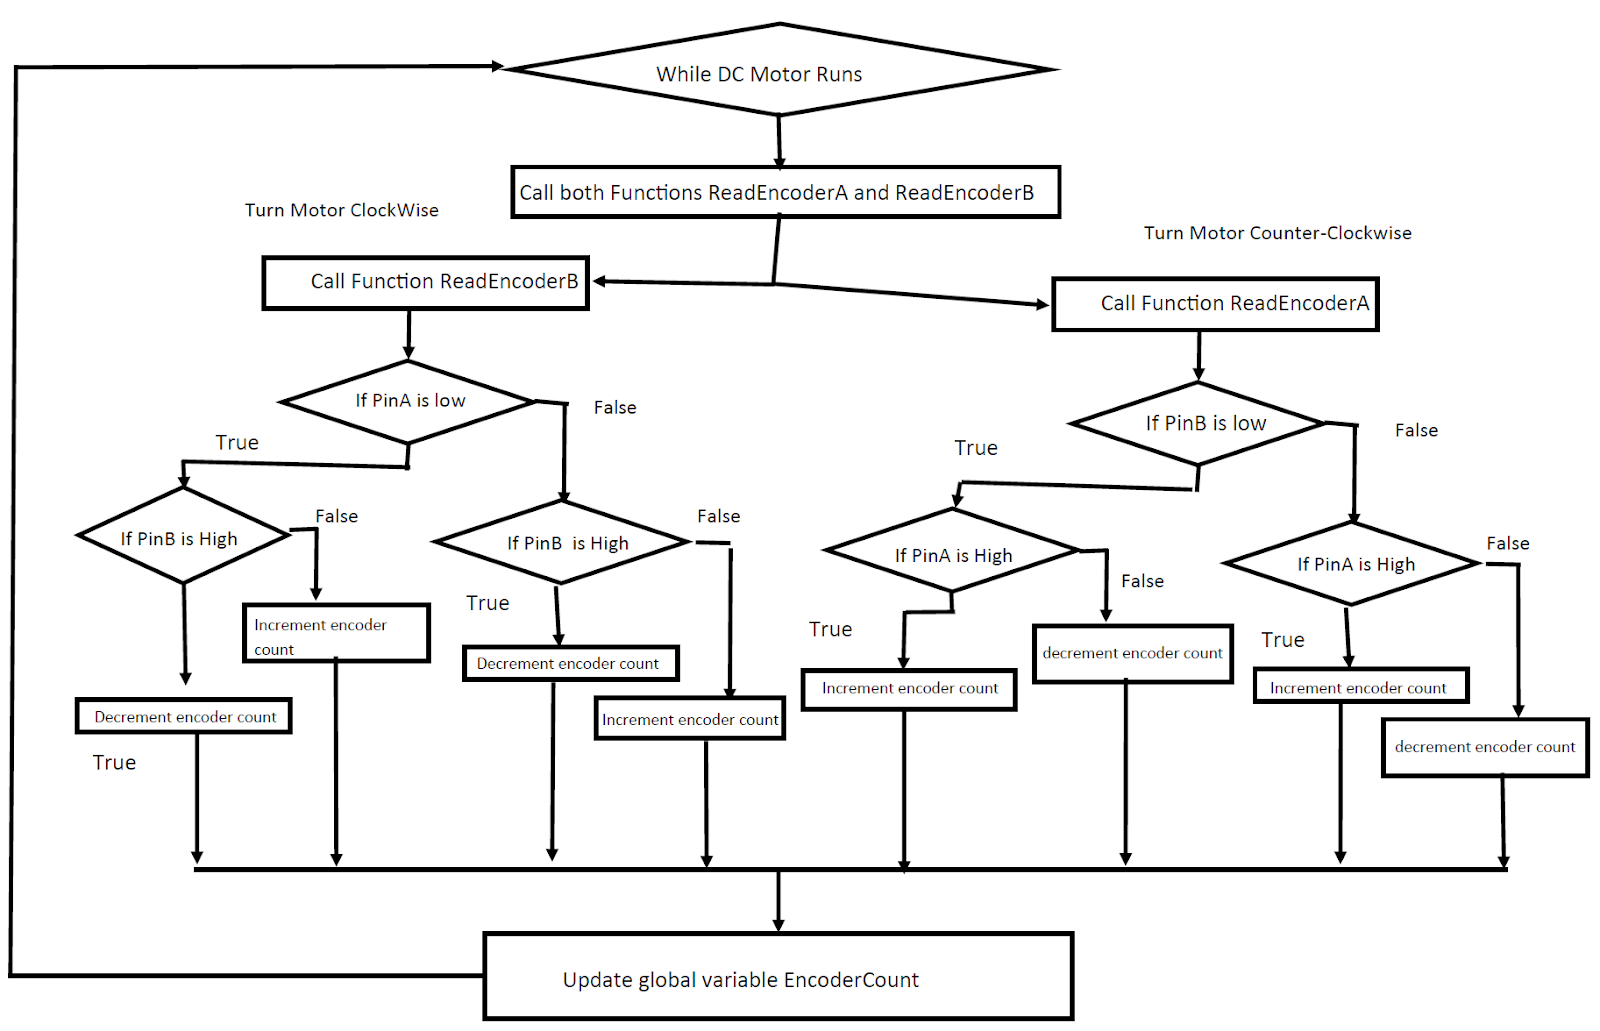 While DC Motor Runs
Call both Functions ReadEncoderA and ReadEncoderB
Turn Motor ClockWise
Turn Motor Counter-Clockwise
Call Function ReadEncoderB
Call Function ReadEncoderA
If PinA is low
False
If PinB is low
False
True
True
If PinB is High
False
If PinB  is High
False
If PinA is High
False
If PinA is High
False
True
Increment encoder
count
True
decrement encoder count
True
Decrement encoder count
Increment encoder count
Increment encoder count
Decrement encoder count
Increment encoder count
decrement encoder count
True
Update global variable EncoderCount